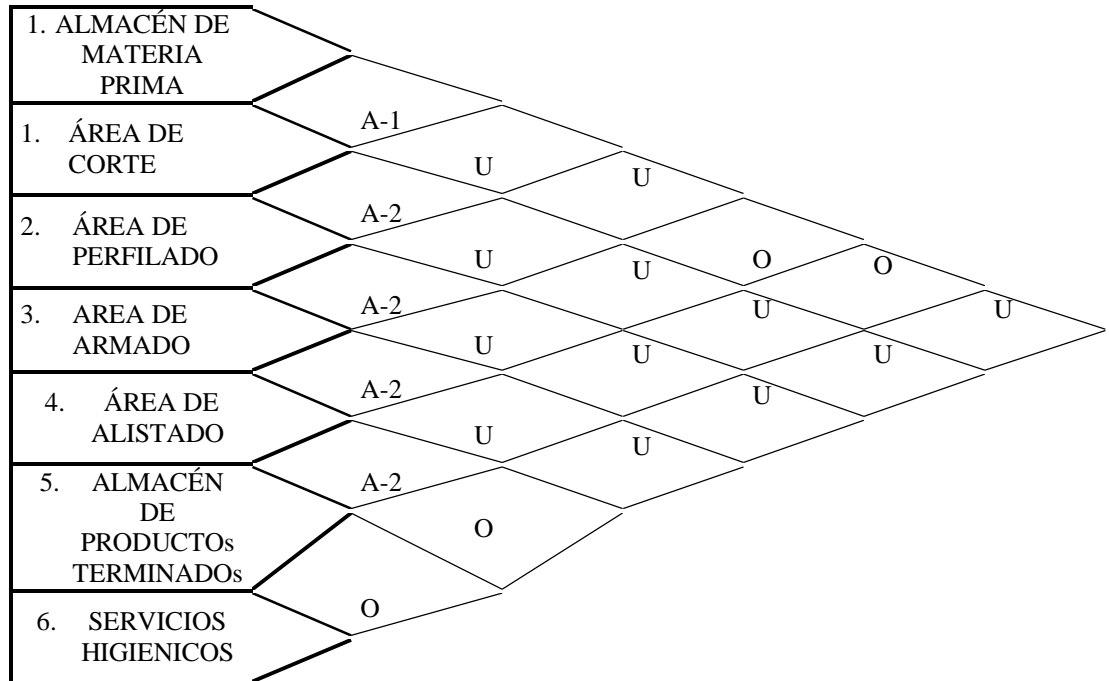 1. ALMACÉN DE
MATERIA
PRIMA
1. ÁREA DE
CORTE
2. ÁREA DE
PERFILADO
3. AREA DE
ARMADO
4. ÁREA DE
ALISTADO
5. ALMACÉN
DE
PRODUCTOs
TERMINADOs
6. SERVICIOS
HIGIENICOS
A-1
U
U
A-2
O
O
U
U
U
A-2
U
U
U
U
A-2
U
U
U
A-2
O
O